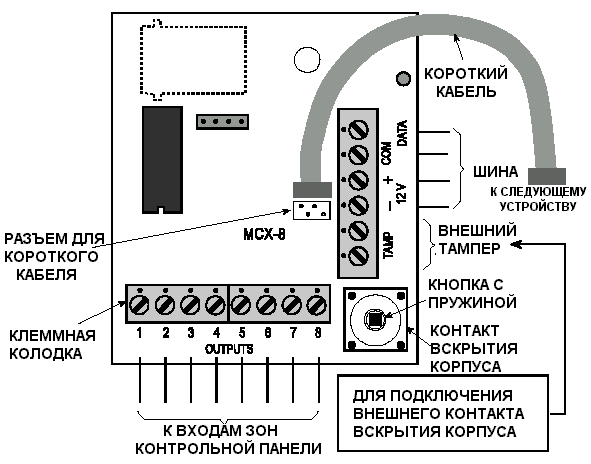 КОРОТКИЙ
КАБЕЛЬ
DATA
COM
+
12V
−
TAMP
ШИНА
К СЛЕДУЮЩЕМУ
УСТРОЙСТВУ
РАЗЪЕМ ДЛЯ
КОРОТКОГО
КАБЕЛЯ
MCX-8
ВНЕШНИЙ
ТАМПЕР
КНОПКА С
ПРУЖИНОЙ
КЛЕММНАЯ
КОЛОДКА
1 2 3 4 5 6 7 8
OUTPUTS
КОНТАКТ
ВСКРЫТИЯ
КОРПУСА
К ВХОДАМ ЗОН
КОНТРОЛЬНОЙ ПАНЕЛИ
ДЛЯ ПОДКЛЮЧЕНИЯ
ВНЕШНЕГО КОНТАКТА
ВСКРЫТИЯ КОРПУСА